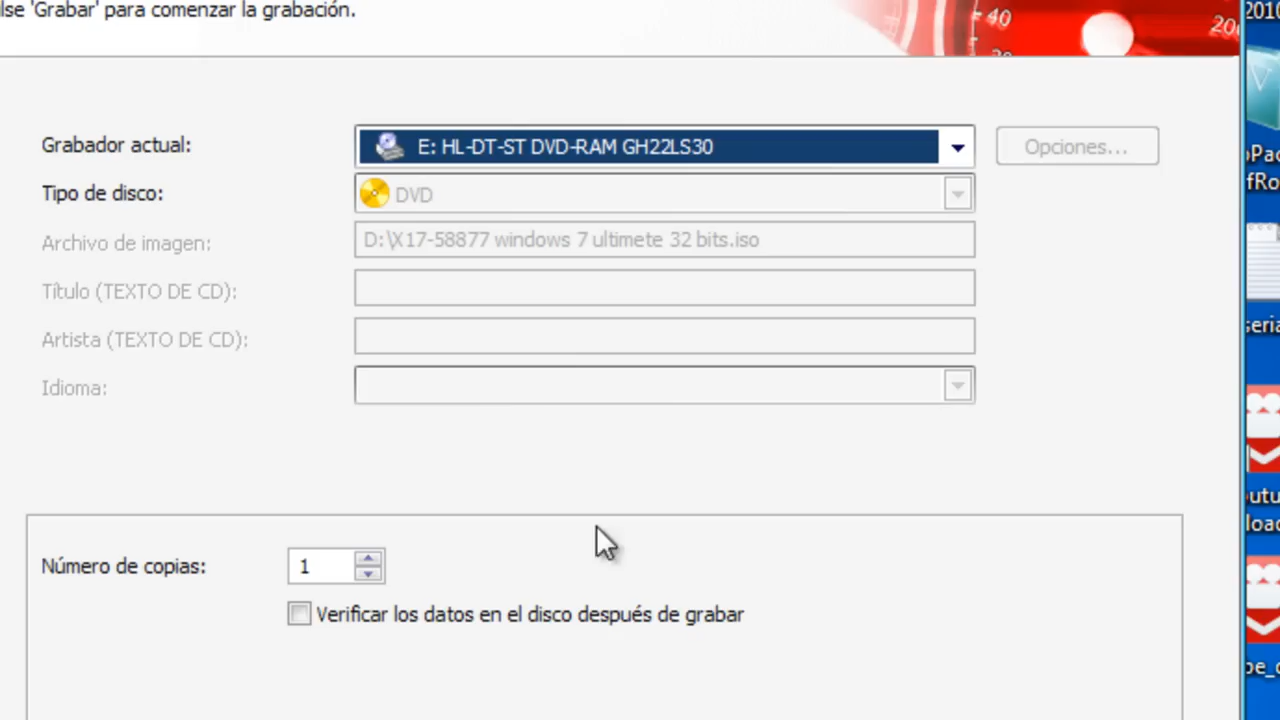 'Grabar' para comenzar la grabación.
40
Grabador actual:
E: HL-DT-ST DVD-RAM GH22LS30
Opciones...
Tipo de disco:
DVD
Archivo de imagen:
D:\X17-58877 windows 7 ultimete 32 bits.iso
Título (TEXTO DE CD):
Artista (TEXTO DE CD):
Idioma:
Número de copias:
1
Verificar los datos en el disco después de grabar